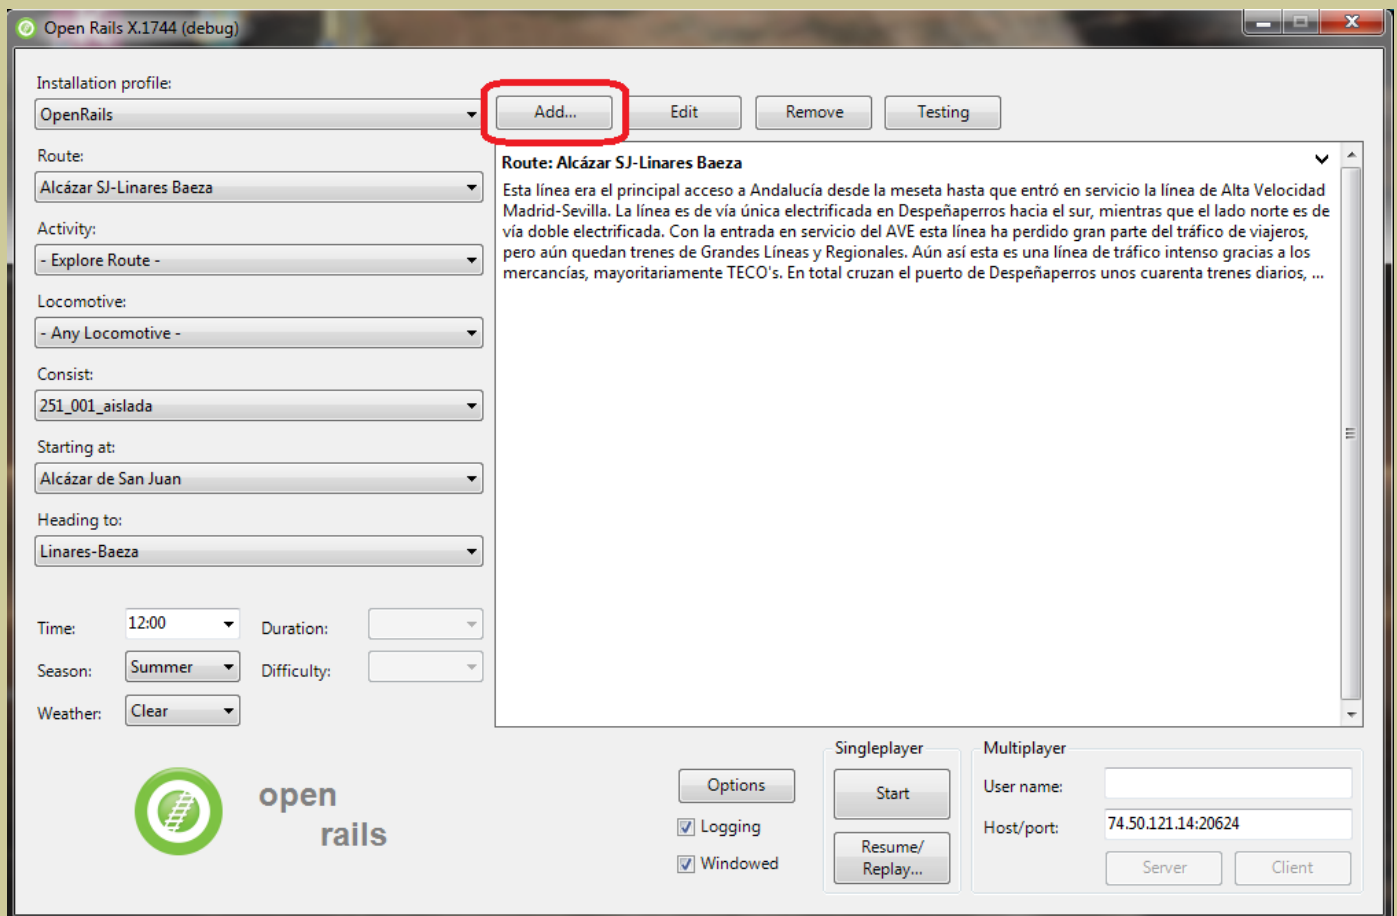 Open Rails X.1744 (debug)
Installation profile:
OpenRails
Add...
Edit
Remove
Testing
Route:
Alcázar SJ-Linares Baeza
Activity:
- Explore Route -
Locomotive:
- Any Locomotive -
Consist:
251_001_aislada
Starting at:
Alcázar de San Juan
Heading to:
Linares-Baeza
Time:
12:00
Duration:
Season:
Summer
Difficulty:
Weather:
Clear
Route: Alcázar SJ-Linares Baeza
Esta línea era el principal acceso a Andalucía desde la meseta hasta que entró en servicio la línea de Alta Velocidad
Madrid-Sevilla. La línea es de vía única electrificada en Despeñaperros hacia el sur, mientras que el lado norte es de
vía doble electrificada. Con la entrada en servicio del AVE esta línea ha perdido gran parte del tráfico de viajeros,
pero aún quedan trenes de Grandes Líneas y Regionales. Aún así esta es una línea de tráfico intenso gracias a los
mercancías, mayoritariamente TECO's. En total cruzan el puerto de Despeñaperros unos cuarenta trenes diarios, ...
open
rails
Options
Logging
Windowed
Singleplayer
Start
Resume/
Replay...
Multiplayer
User name:
Host/port:
74.50.121.14:20624
Server
Client